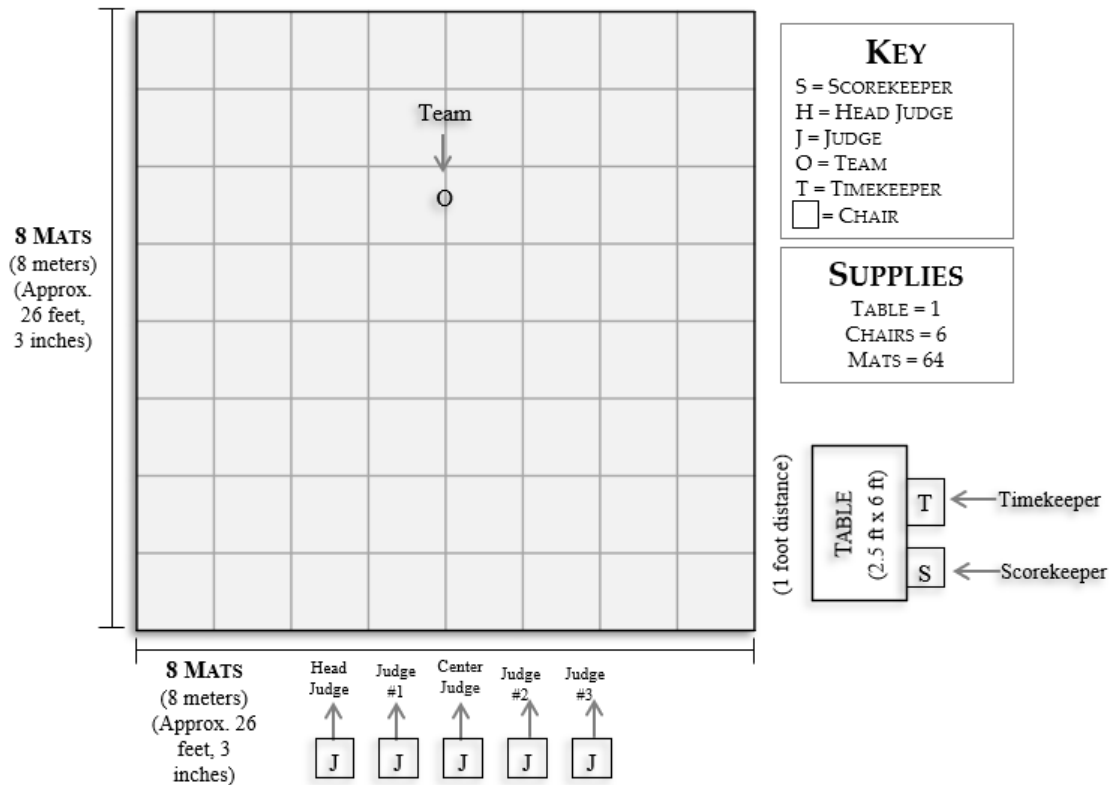 Team
O
8 MATS
(8 meters)
(Approx.
26 feet,
3 inches)
KEY
S = SCOREKEEPER
H = HEAD JUDGE
J = JUDGE
O = TEAM
T = TIMEKEEPER
= CHAIR
SUPPLIES
TABLE = 1
CHAIRS = 6
MATS = 64
(1 foot distance)
TABLE
(2.5 ft x 6 ft)
T
Timekeeper
S
Scorekeeper
8 MATS
(8 meters)
(Approx. 26
feet, 3
inches)
Head
Judge
Judge
#1
Center
Judge
Judge
#2
Judge
#3
J
J
J
J
J